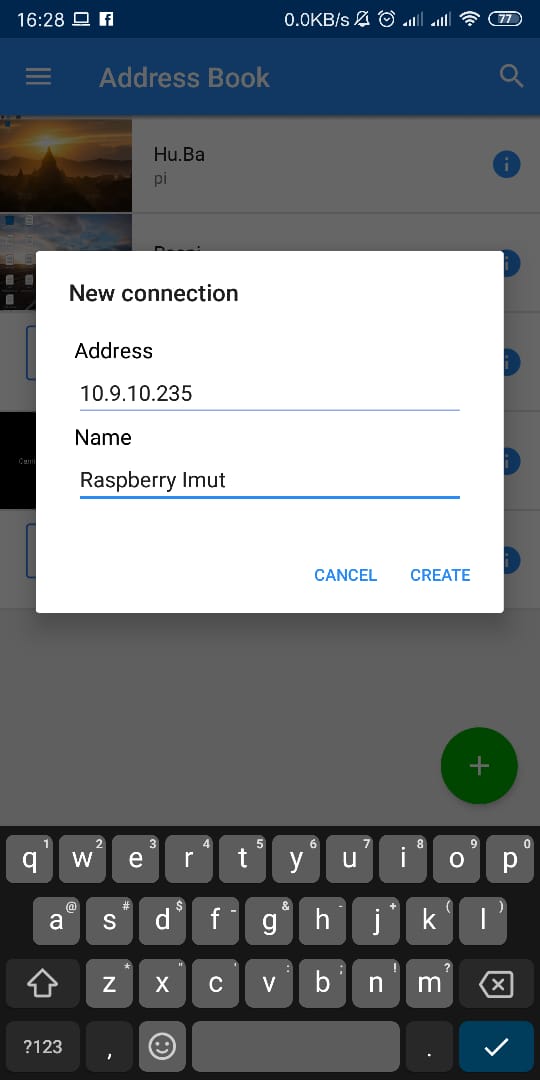 16:28 0.0KB/s 77
Address Book
Hu.Ba
pi
New connection
Address
10.9.10.235
Name
Raspberry Imut
CANCEL CREATE
+
q 1 w 2 e 3 r 4 t 5 y 6 u 7 i 8 o 9 p 0
a @ s # d $ f _ g & h - j + k ( l )
z * x " c ' v : b ; n ! m ?
?123 , .